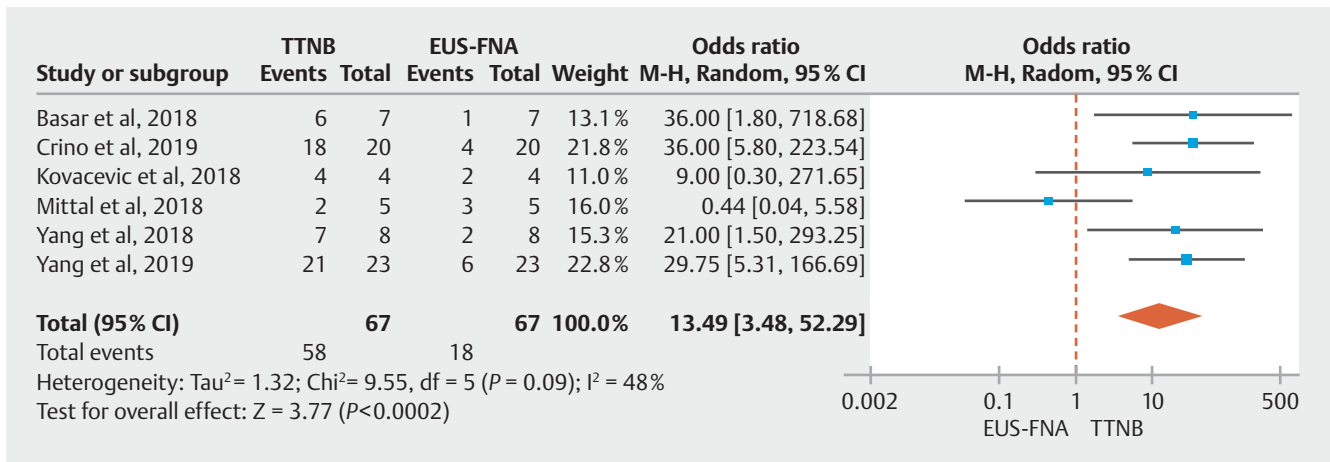 TTNB EUS-FNA Odds ratio Odds ratio
Study or subgroup Events Total Events Total Weight M-H, Random, 95% CI M-H, Radom, 95% CI
Basar et al, 2018 6 7 1 7 13.1% 36.00 [1.80, 718.68]
Crino et al, 2019 18 20 4 20 21.8% 36.00 [5.80, 223.54]
Kovacevic et al, 2018 4 4 2 4 11.0% 9.00 [0.30, 271.65]
Mittal et al, 2018 2 5 3 5 16.0% 0.44 [0.04, 5.58]
Yang et al, 2018 7 8 2 8 15.3% 21.00 [1.50, 293.25]
Yang et al, 2019 21 23 6 23 22.8% 29.75 [5.31, 166.69]
Total (95% CI) 67 67 100.0% 13.49 [3.48, 52.29]
Total events 58 18
Heterogeneity: Tau²= 1.32; Chi²= 9.55, df = 5 (P = 0.09); I² = 48%
Test for overall effect: Z = 3.77 (P<0.0002)
0.002 0.1 1 10 500
EUS-FNA TTNB